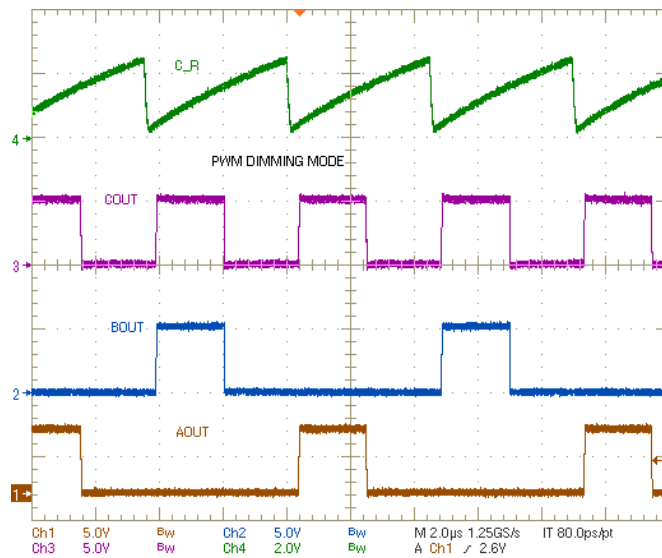 C_R
4
PWM DIMMING MODE
COUT
3
BOUT
2
AOUT
1
Ch1 5.0V Bw Ch2 5.0V Bw M 2.0µs 1.25GS/s IT 80.0ps/pt
Ch3 5.0V Bw Ch4 2.0V Bw A Ch1 ⌿ 2.6V